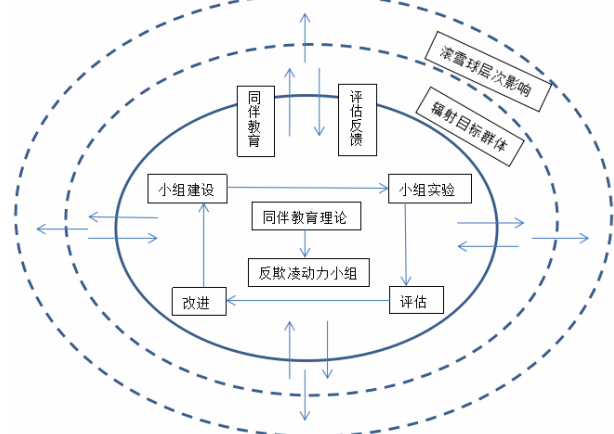 滚雪球层次影响
辐射目标群体
同伴教育
评估反馈
小组建设
小组实验
同伴教育理论
反欺凌动力小组
改进
评估